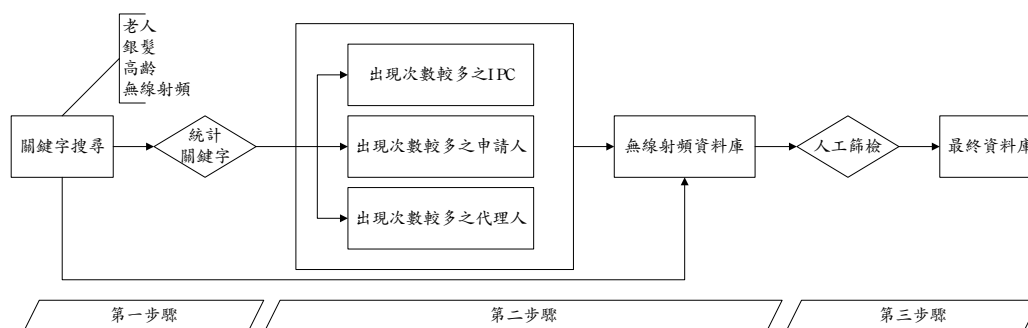 老人
銀髮
高齡
無線射頻
關鍵字搜尋
統計
關鍵字
出現次數較多之IPC
出現次數較多之申請人
出現次數較多之代理人
無線射頻資料庫
人工篩檢
最終資料庫
第一步驟
第二步驟
第三步驟